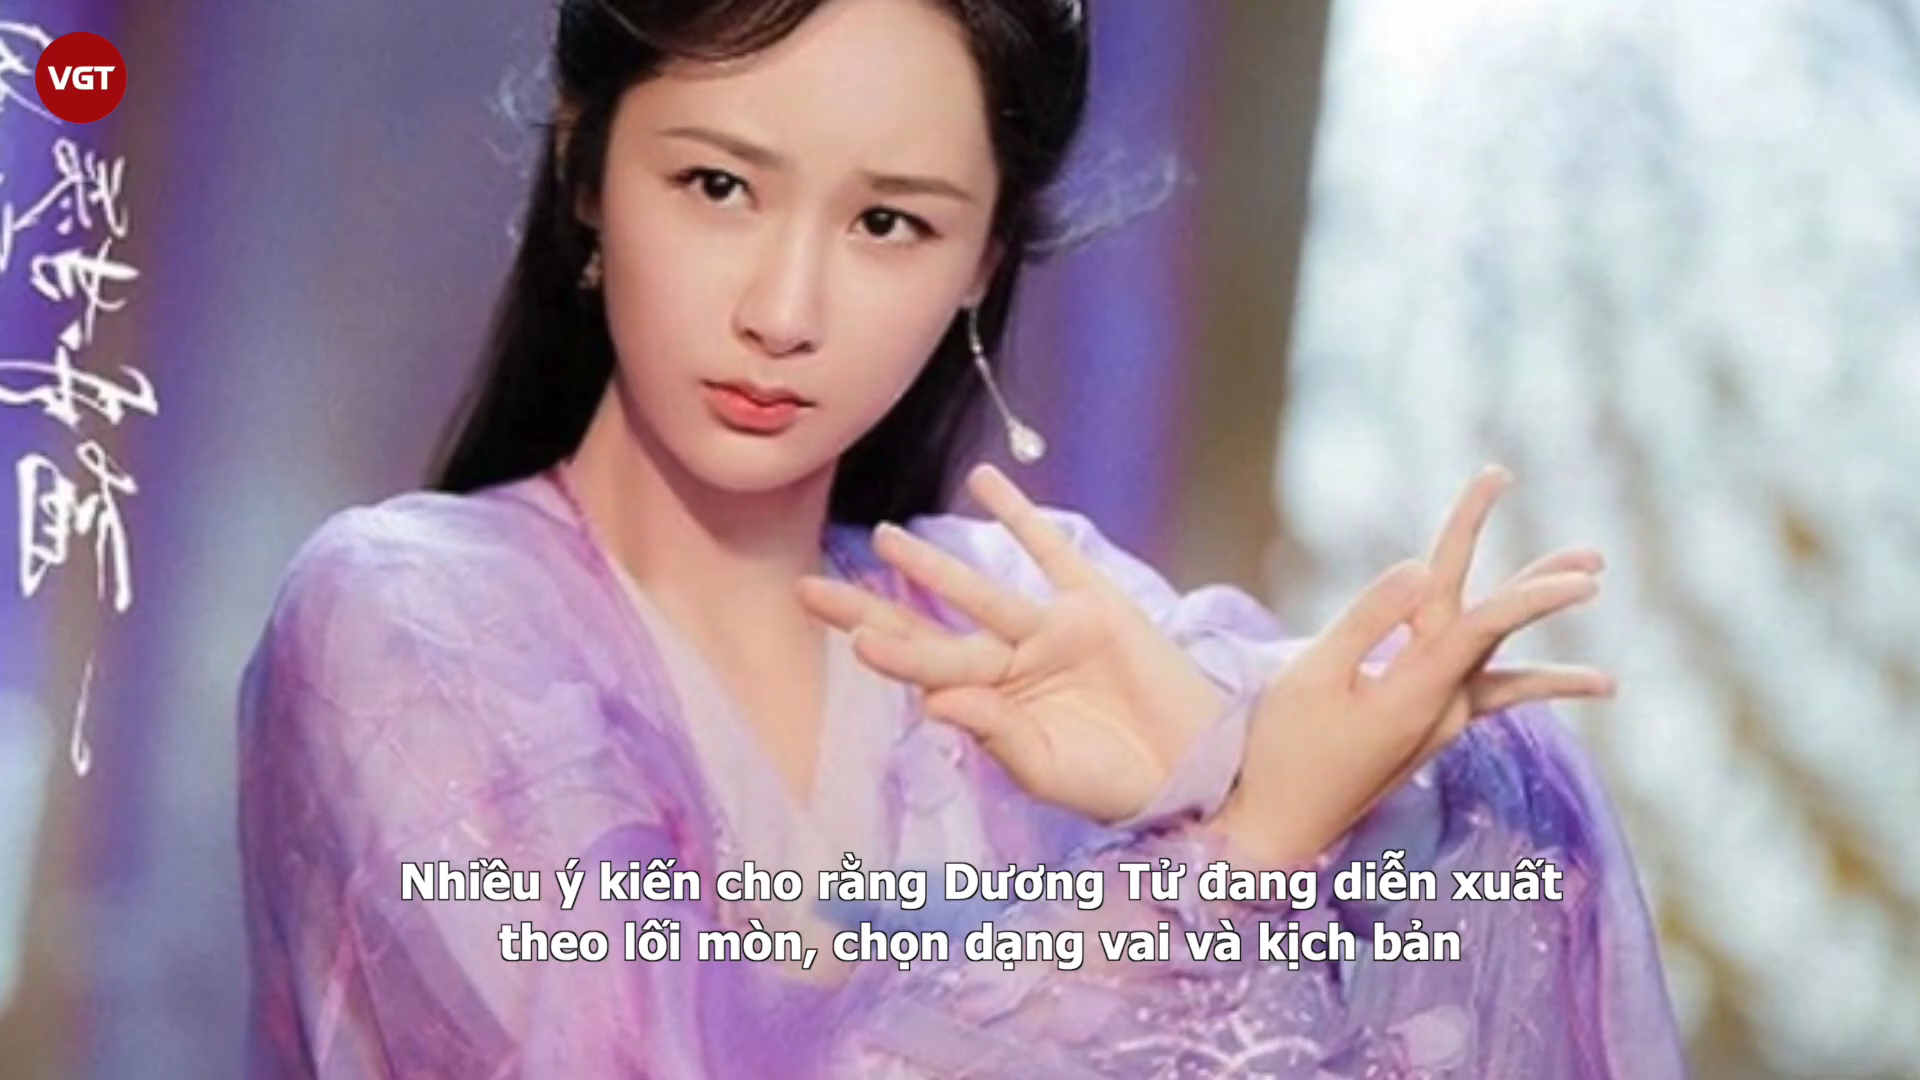 VGT
Nhiều ý kiến cho rằng Dương Tử đang diễn xuất
theo lối mòn, chọn dạng vai và kịch bản